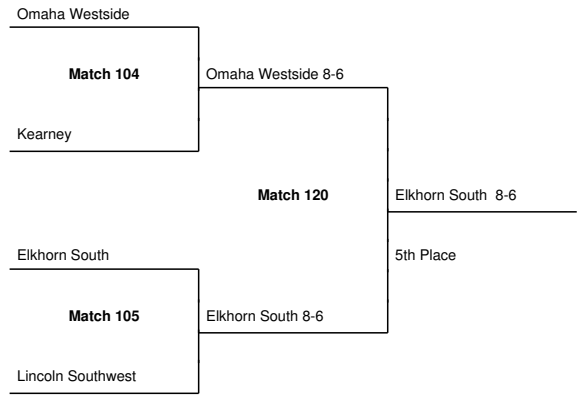 Omaha Westside
Match 104
Omaha Westside 8-6
Kearney
Match 120
Elkhorn South  8-6
Elkhorn South
5th Place
Match 105
Elkhorn South 8-6
Lincoln Southwest